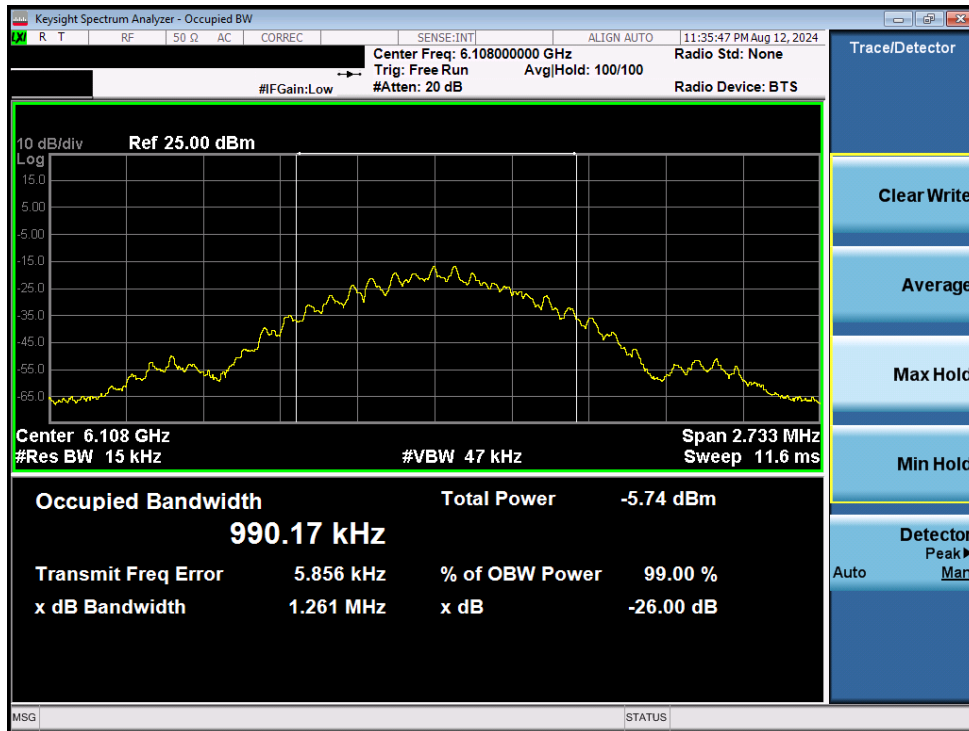 Keysight Spectrum Analyzer - Occupied BW
LXI R T RF 50 Ω AC CORREC SENSE:INT ALIGN AUTO 11:35:47 PM Aug 12, 2024
Center Freq: 6.108000000 GHz Radio Std: None
Trig: Free Run Avg|Hold: 100/100
#IFGain:Low #Atten: 20 dB Radio Device: BTS
Trace/Detector
10 dB/div Ref 25.00 dBm
Log
15.0
5.00
-5.00
-15.0
-25.0
-35.0
-45.0
-55.0
-65.0
Center 6.108 GHz Span 2.733 MHz
#Res BW 15 kHz #VBW 47 kHz Sweep 11.6 ms
Occupied Bandwidth Total Power -5.74 dBm
990.17 kHz
Transmit Freq Error 5.856 kHz % of OBW Power 99.00 %
x dB Bandwidth 1.261 MHz x dB -26.00 dB
Clear Write
Average
Max Hold
Min Hold
Detector
Peak
Auto Man
MSG STATUS